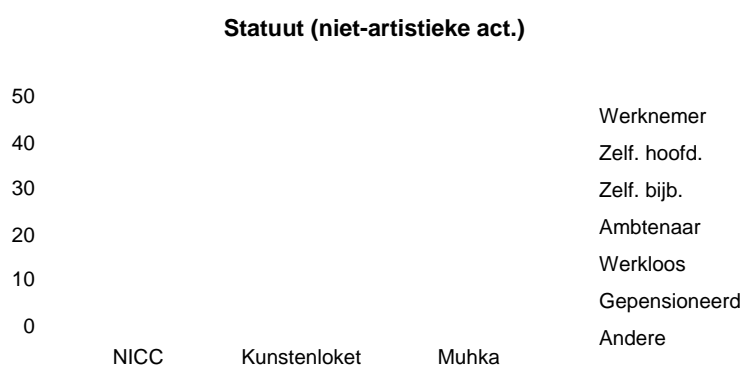 Statuut (niet-artistieke act.)
50
40
30
20
10
0
NICC
Kunstenloket
Muhka
Werknemer
Zelf. hoofd.
Zelf. bijb.
Ambtenaar
Werkloos
Gepensioneerd
Andere